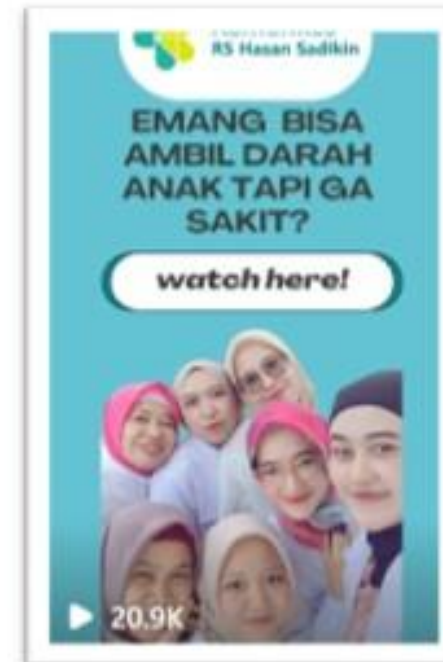 RS Hasan Sadikin
EMANG BISA
AMBIL DARAH
ANAK TAPI GA
SAKIT?
watch here!
20.9K